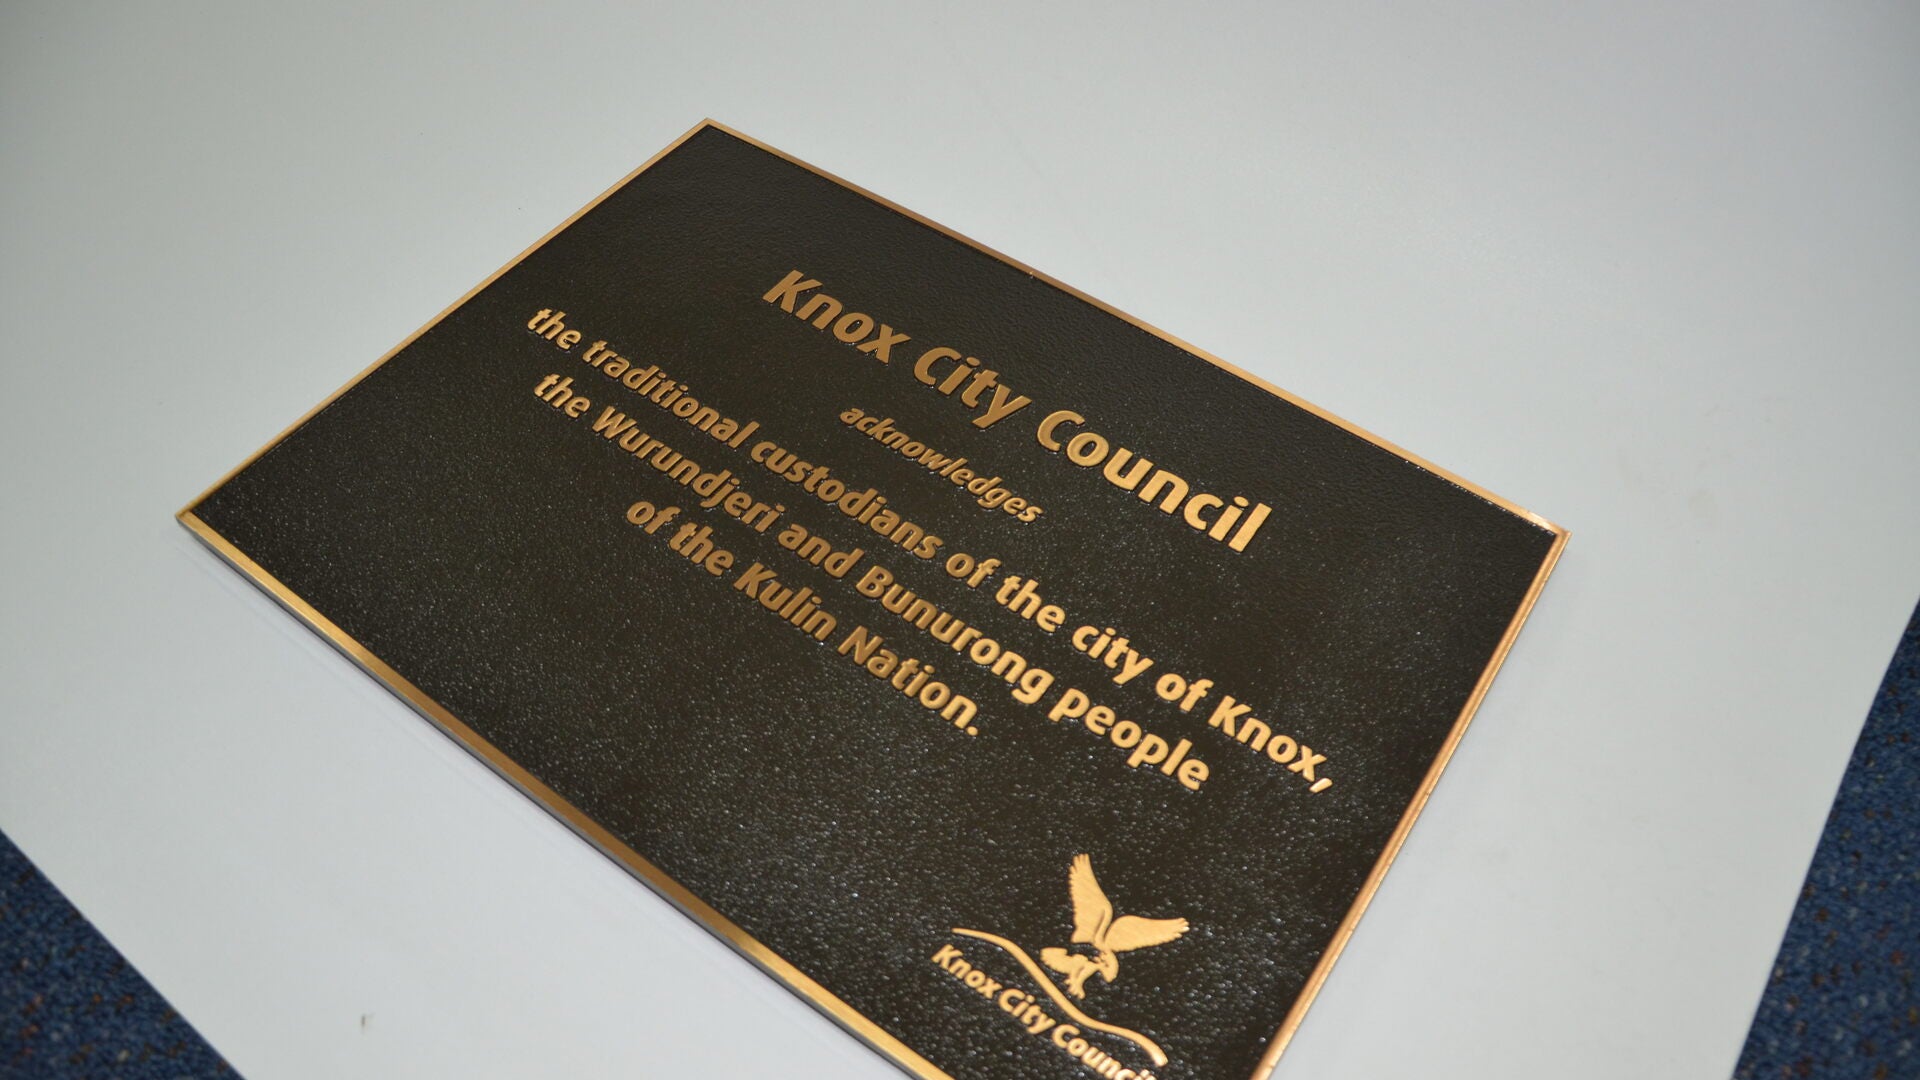 Knox City Council
acknowledges
the traditional custodians of the city of Knox,
the Wurundjeri and Bunurong people
of the Kulin Nation.
Knox City Council